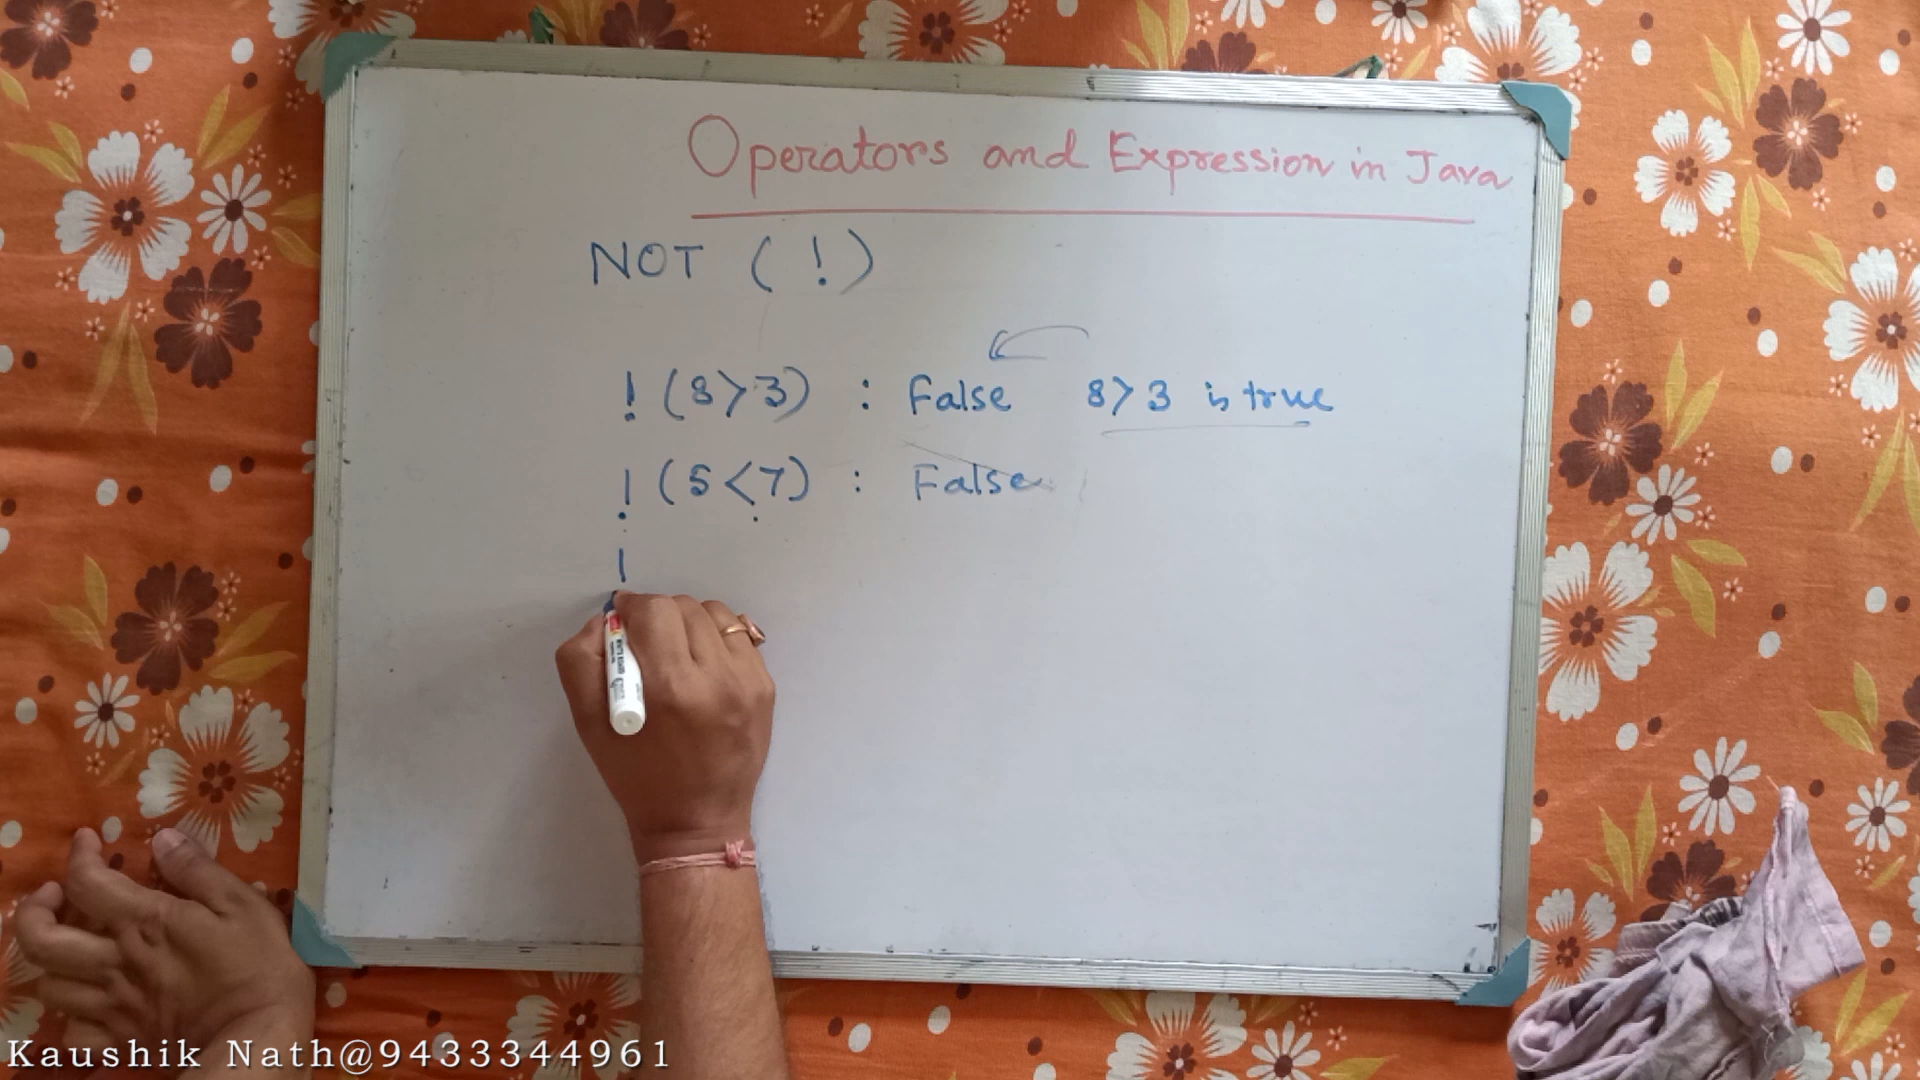 Operators and Expression in Java
NOT ( ! )
! (8>3) : False 8>3 is true
! (5<7) : False
!
Kaushik Nath@9433344961